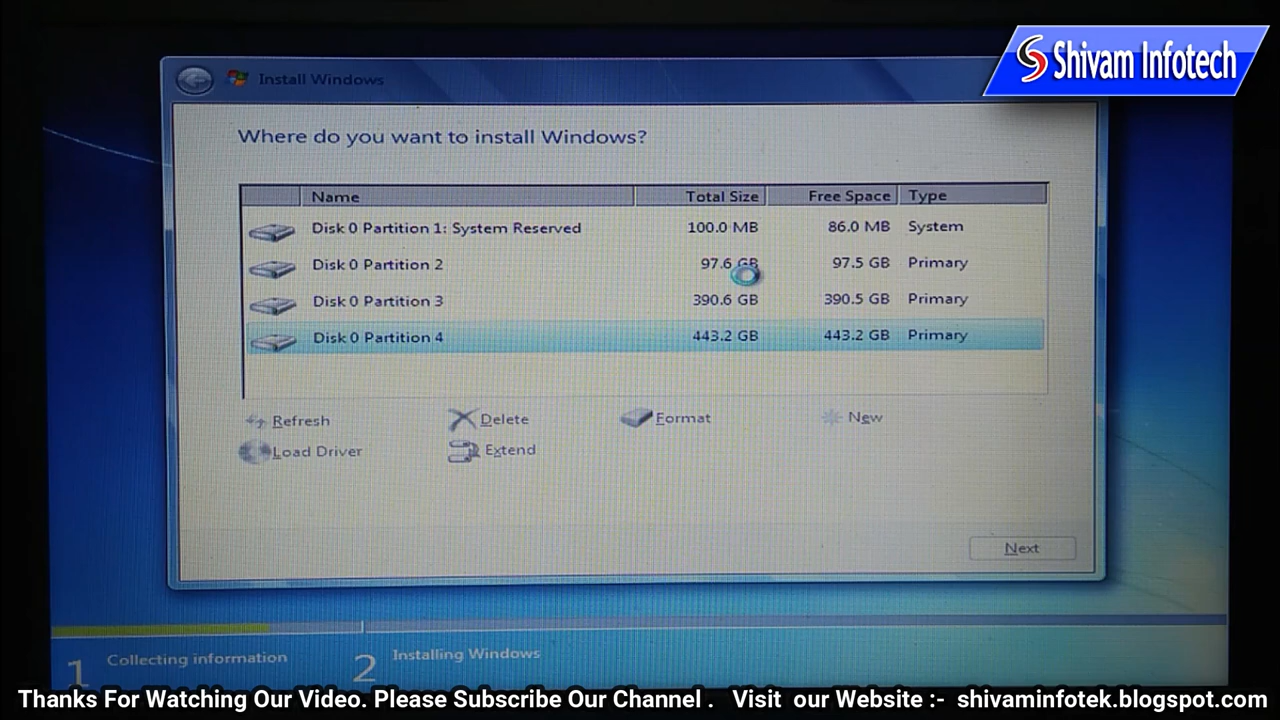 Shivam Infotech
Install Windows
Where do you want to install Windows?
Name Total Size Free Space Type
Disk 0 Partition 1: System Reserved 100.0 MB 86.0 MB System
Disk 0 Partition 2 97.6 GB 97.5 GB Primary
Disk 0 Partition 3 390.6 GB 390.5 GB Primary
Disk 0 Partition 4 443.2 GB 443.2 GB Primary
Refresh Delete Format New
Load Driver Extend
Next
1 Collecting information 2 Installing Windows
Thanks For Watching Our Video. Please Subscribe Our Channel . Visit our Website :- shivaminfotek.blogspot.com